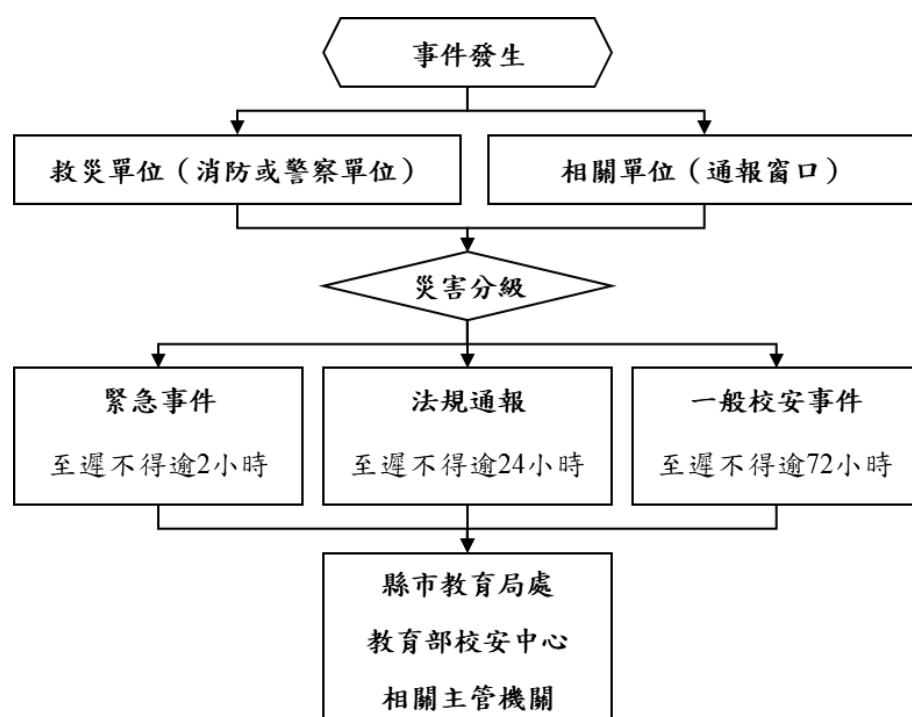 事件發生
救災單位（消防或警察單位）
相關單位（通報窗口）
災害分級
緊急事件
至遲不得逾2小時
法規通報
至遲不得逾24小時
一般校安事件
至遲不得逾72小時
縣市教育局處
教育部校安中心
相關主管機關